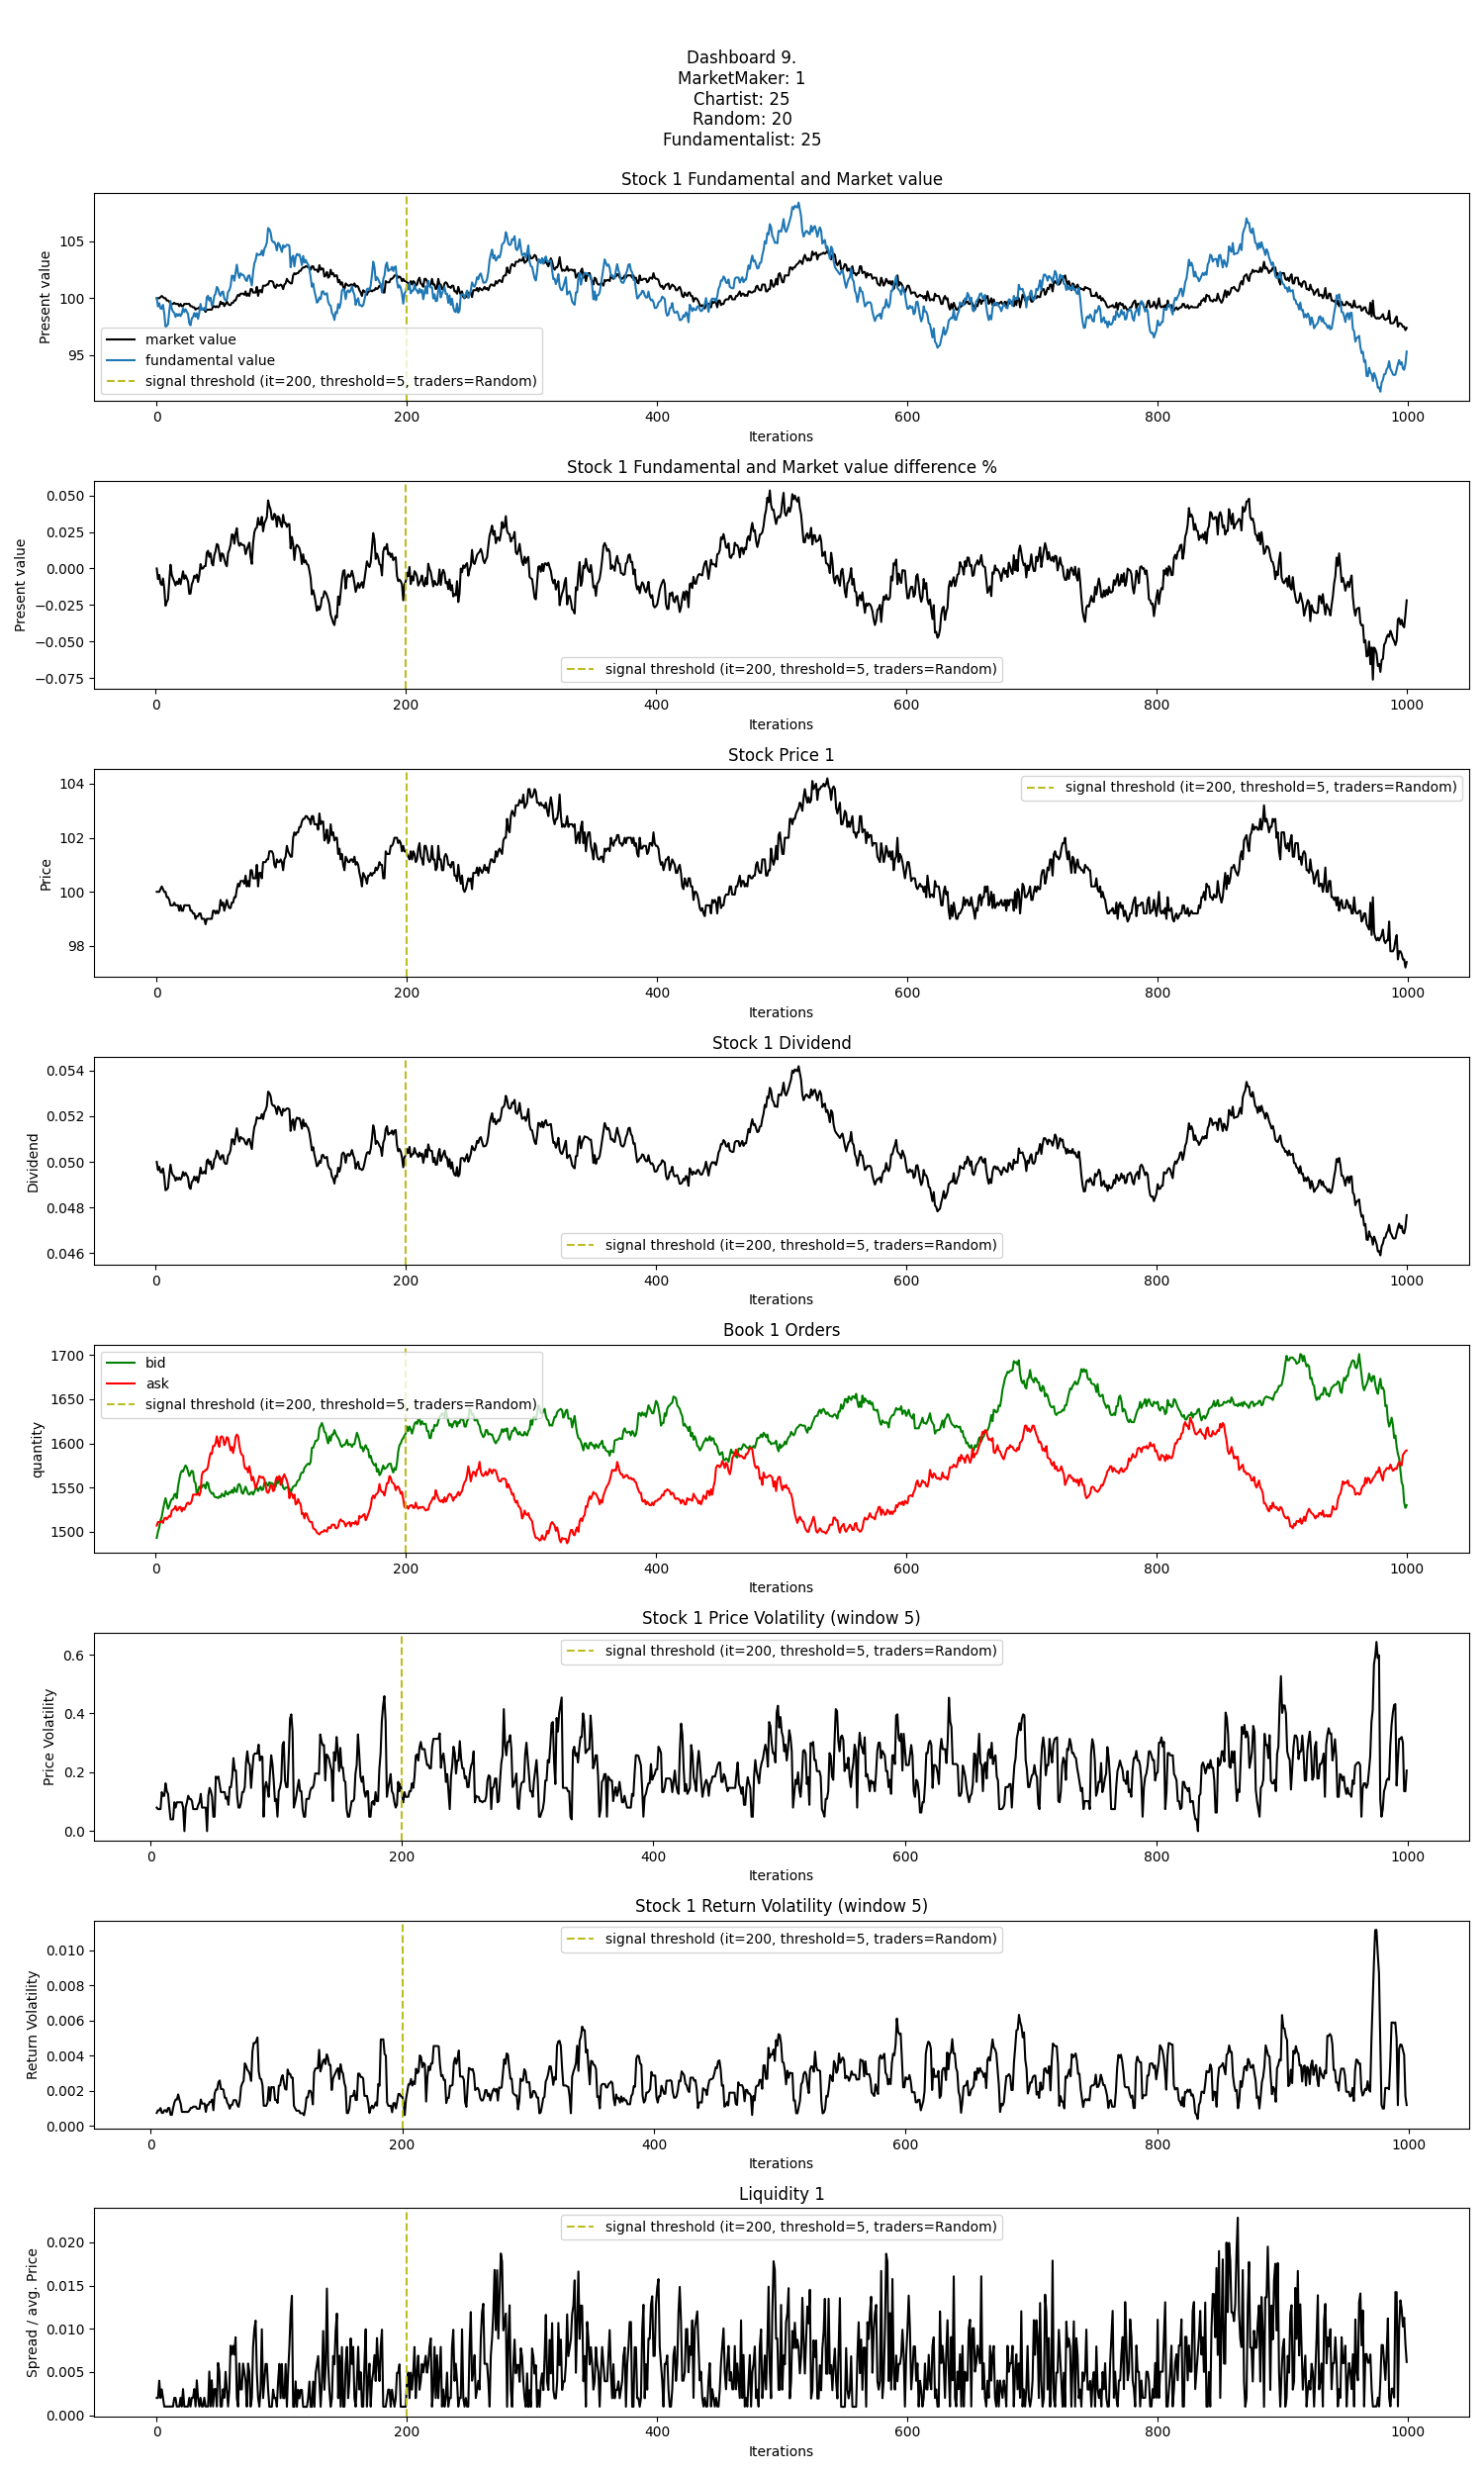 Dashboard 9.
MarketMaker: 1
Chartist: 25
Random: 20
Fundamentalist: 25
Stock 1 Fundamental and Market value
Present value
105
100
95
market value
fundamental value
signal threshold (it=200, threshold=5, traders=Random)
0 200 400 600 800 1000
Iterations
Stock 1 Fundamental and Market value difference %
Present value
0.050
0.025
0.000
−0.025
−0.050
−0.075
signal threshold (it=200, threshold=5, traders=Random)
0 200 400 600 800 1000
Iterations
Stock Price 1
Price
104
102
100
98
signal threshold (it=200, threshold=5, traders=Random)
0 200 400 600 800 1000
Iterations
Stock 1 Dividend
Dividend
0.054
0.052
0.050
0.048
0.046
signal threshold (it=200, threshold=5, traders=Random)
0 200 400 600 800 1000
Iterations
Book 1 Orders
quantity
1700
1650
1600
1550
1500
bid
ask
signal threshold (it=200, threshold=5, traders=Random)
0 200 400 600 800 1000
Iterations
Stock 1 Price Volatility (window 5)
Price Volatility
0.6
0.4
0.2
0.0
signal threshold (it=200, threshold=5, traders=Random)
0 200 400 600 800 1000
Iterations
Stock 1 Return Volatility (window 5)
Return Volatility
0.010
0.008
0.006
0.004
0.002
0.000
signal threshold (it=200, threshold=5, traders=Random)
0 200 400 600 800 1000
Iterations
Liquidity 1
Spread / avg. Price
0.020
0.015
0.010
0.005
0.000
signal threshold (it=200, threshold=5, traders=Random)
0 200 400 600 800 1000
Iterations